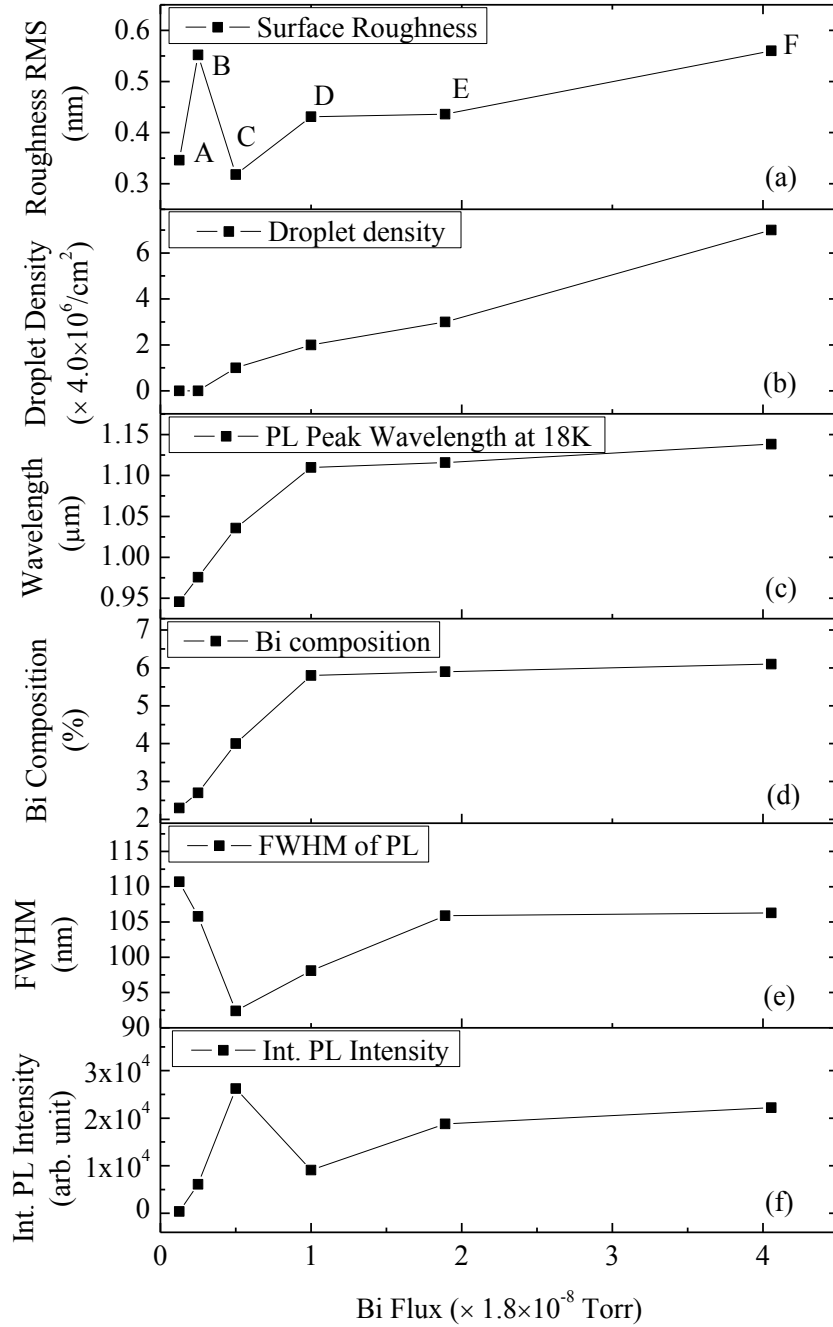 Surface Roughness
Roughness RMS
(nm)
0.6
0.5
0.4
0.3
A
B
C
D
E
F
(a)
Droplet density
Droplet Density
(× 4.0×10⁶/cm²)
6
4
2
0
(b)
PL Peak Wavelength at 18K
Wavelength
(μm)
1.15
1.10
1.05
1.00
0.95
(c)
Bi composition
Bi Composition
(%)
7
6
5
4
3
2
(d)
FWHM of PL
FWHM
(nm)
115
110
105
100
95
90
(e)
Int. PL Intensity
Int. PL Intensity
(arb. unit)
3x10⁴
2x10⁴
1x10⁴
0
(f)
0 1 2 3 4
Bi Flux (× 1.8×10⁻⁸ Torr)